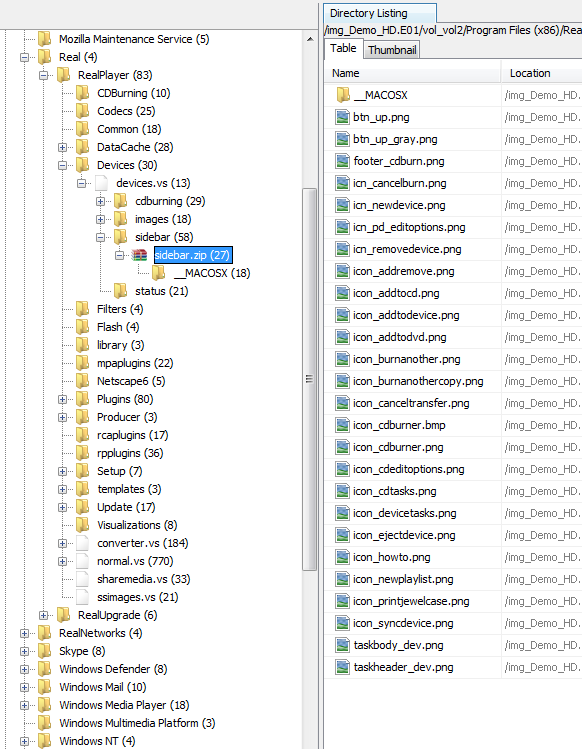 Mozilla Maintenance Service (5)
Real (4)
RealPlayer (83)
CDBurning (10)
Codecs (25)
Common (18)
DataCache (28)
Devices (30)
devices.vs (13)
cdburning (29)
images (18)
sidebar (58)
sidebar.zip (27)
__MACOSX (18)
status (21)
Filters (4)
Flash (4)
library (3)
mpaplugins (22)
Netscape6 (5)
Plugins (80)
Producer (3)
rcaplugins (17)
rpplugins (36)
Setup (7)
templates (3)
Update (17)
Visualizations (8)
converter.vs (184)
normal.vs (770)
sharemedia.vs (33)
ssimages.vs (21)
RealUpgrade (6)
RealNetworks (4)
Skype (8)
Windows Defender (8)
Windows Mail (10)
Windows Media Player (18)
Windows Multimedia Platform (3)
Windows NT (4)
Directory Listing
/img_Demo_HD.E01/vol_vol2/Program Files (x86)/Rea
Table Thumbnail
Name Location
__MACOSX /img_Demo_HD.
btn_up.png /img_Demo_HD.
btn_up_gray.png /img_Demo_HD.
footer_cdburn.png /img_Demo_HD.
icn_cancelburn.png /img_Demo_HD.
icn_newdevice.png /img_Demo_HD.
icn_pd_editoptions.png /img_Demo_HD.
icn_removedevice.png /img_Demo_HD.
icon_addremove.png /img_Demo_HD.
icon_addtocd.png /img_Demo_HD.
icon_addtodevice.png /img_Demo_HD.
icon_addtodvd.png /img_Demo_HD.
icon_burnanother.png /img_Demo_HD.
icon_burnanothercopy.png /img_Demo_HD.
icon_canceltransfer.png /img_Demo_HD.
icon_cdburner.bmp /img_Demo_HD.
icon_cdburner.png /img_Demo_HD.
icon_cdeditoptions.png /img_Demo_HD.
icon_cdtasks.png /img_Demo_HD.
icon_devicetasks.png /img_Demo_HD.
icon_ejectdevice.png /img_Demo_HD.
icon_howto.png /img_Demo_HD.
icon_newplaylist.png /img_Demo_HD.
icon_printjewelcase.png /img_Demo_HD.
icon_syncdevice.png /img_Demo_HD.
taskbody_dev.png /img_Demo_HD.
taskheader_dev.png /img_Demo_HD.